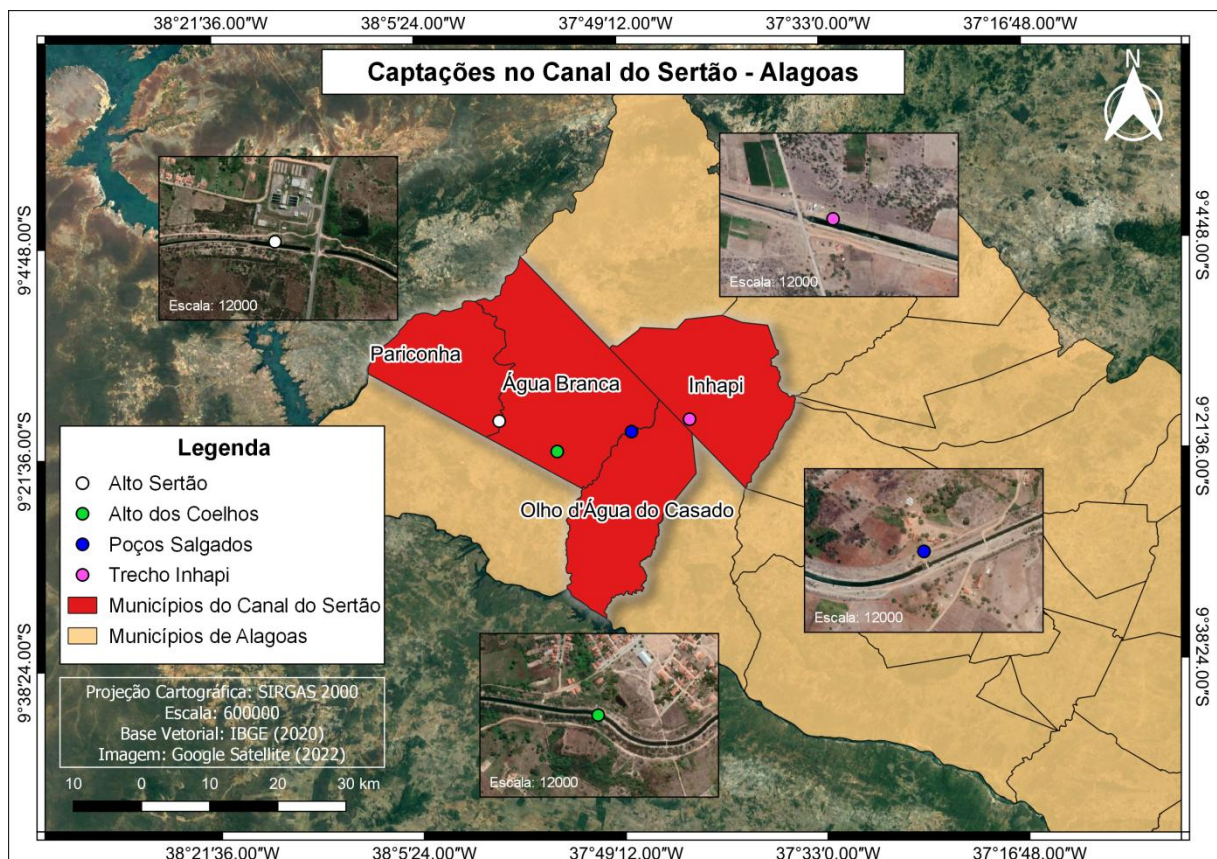 38°21'36.00"W 38°5'24.00"W 37°49'12.00"W 37°33'0.00"W 37°16'48.00"W
Captações no Canal do Sertão - Alagoas
N
9°4'48.00"S
9°4'48.00"S
Escala: 12000
Escala: 12000
Pariconha
Água Branca
Inhapi
Olho d'Água do Casado
9°21'36.00"S
9°21'36.00"S
Legenda
Alto Sertão
Alto dos Coelhos
Poços Salgados
Trecho Inhapi
Municípios do Canal do Sertão
Municípios de Alagoas
Escala: 12000
9°38'24.00"S
9°38'24.00"S
Projeção Cartográfica: SIRGAS 2000
Escala: 600000
Base Vetorial: IBGE (2020)
Imagem: Google Satellite (2022)
Escala: 12000
10 0 10 20 30 km
38°21'36.00"W 38°5'24.00"W 37°49'12.00"W 37°33'0.00"W 37°16'48.00"W